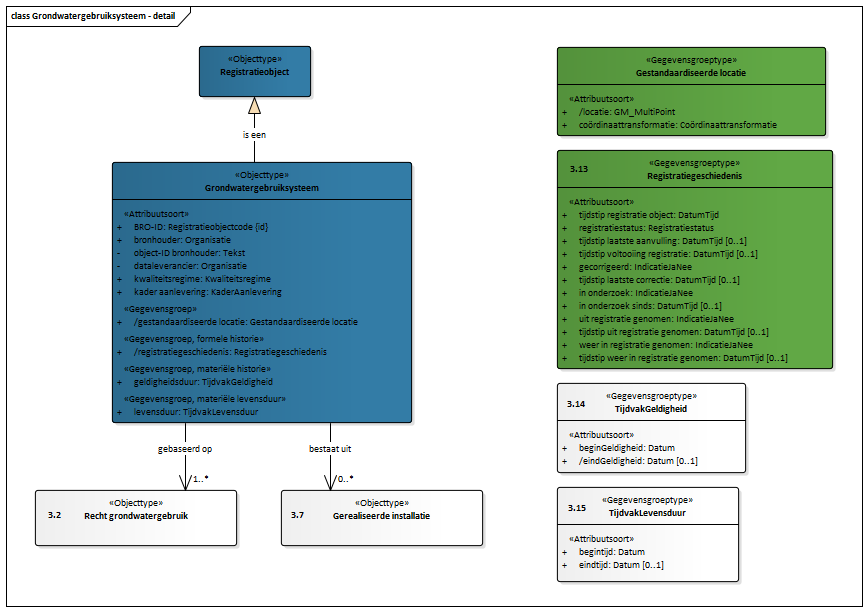 class Grondwatergebruiksysteem - detail
«Objecttype»
Registratieobject
is een
«Objecttype»
Grondwatergebruiksysteem
«Attribuutsoort»
+ BRO-ID: Registratieobjectcode {id}
+ bronhouder: Organisatie
- object-ID bronhouder: Tekst
- dataleverancier: Organisatie
+ kwaliteitsregime: Kwaliteitsregime
+ kader aanlevering: KaderAanlevering
«Gegevensgroep»
+ /gestandaardiseerde locatie: Gestandaardiseerde locatie
«Gegevensgroep, formele historie»
+ /registratiegeschiedenis: Registratiegeschiedenis
«Gegevensgroep, materiële historie»
+ geldigheidsduur: TijdvakGeldigheid
«Gegevensgroep, materiële levensduur»
+ levensduur: TijdvakLevensduur
gebaseerd op
1..*
bestaat uit
0..*
«Objecttype»
3.2 Recht grondwatergebruik
«Objecttype»
3.7 Gerealiseerde installatie
«Gegevensgroeptype»
Gestandaardiseerde locatie
«Attribuutsoort»
+ /locatie: GM_MultiPoint
+ coördinaattransformatie: Coördinaattransformatie
3.13 «Gegevensgroeptype»
Registratiegeschiedenis
«Attribuutsoort»
+ tijdstip registratie object: DatumTijd
+ registratiestatus: Registratiestatus
+ tijdstip laatste aanvulling: DatumTijd [0..1]
+ tijdstip voltooiing registratie: DatumTijd [0..1]
+ gecorrigeerd: IndicatieJaNee
+ tijdstip laatste correctie: DatumTijd [0..1]
+ in onderzoek: IndicatieJaNee
+ in onderzoek sinds: DatumTijd [0..1]
+ uit registratie genomen: IndicatieJaNee
+ tijdstip uit registratie genomen: DatumTijd [0..1]
+ weer in registratie genomen: IndicatieJaNee
+ tijdstip weer in registratie genomen: DatumTijd [0..1]
3.14 «Gegevensgroeptype»
TijdvakGeldigheid
«Attribuutsoort»
+ beginGeldigheid: Datum
+ /eindGeldigheid: Datum [0..1]
3.15 «Gegevensgroeptype»
TijdvakLevensduur
«Attribuutsoort»
+ begintijd: Datum
+ eindtijd: Datum [0..1]